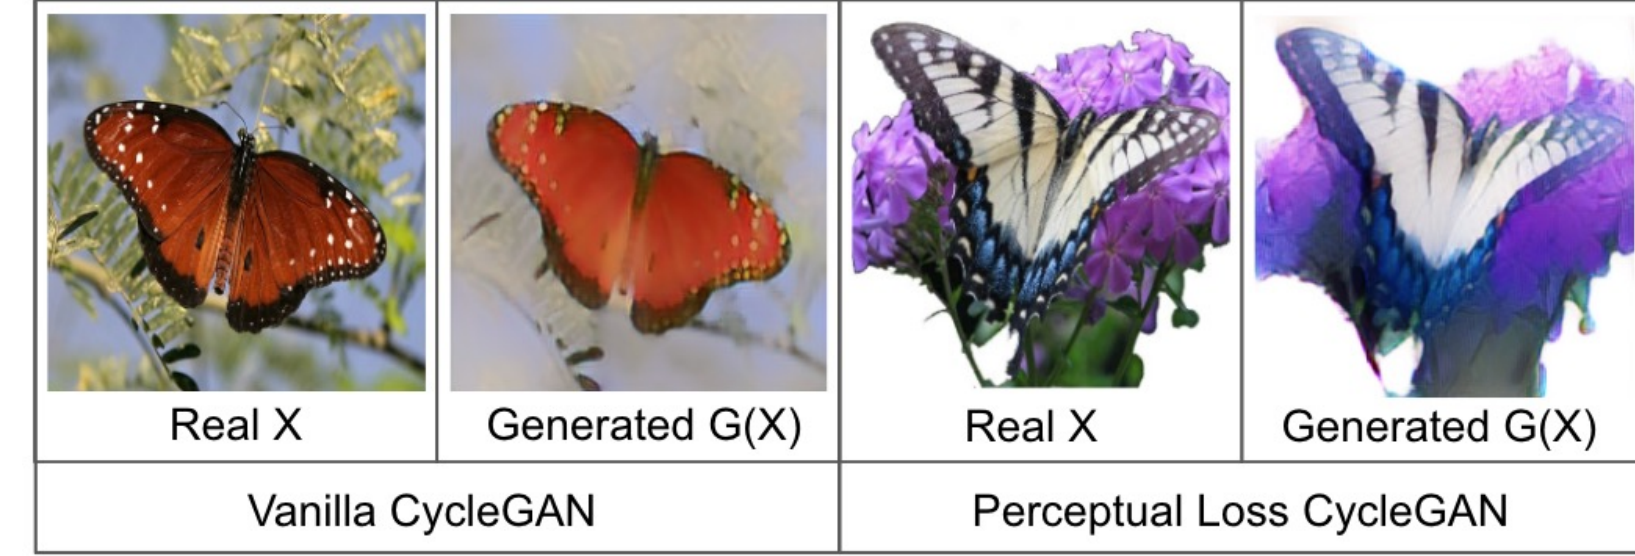 Real X
Generated G(X)
Real X
Generated G(X)
Vanilla CycleGAN
Perceptual Loss CycleGAN